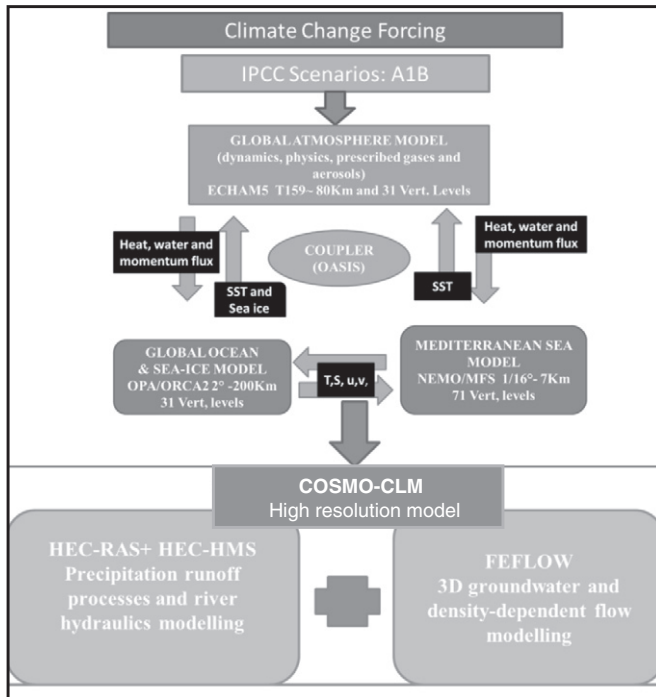 Climate Change Forcing
IPCC Scenarios: A1B
GLOBAL ATMOSPHERE MODEL
(dynamics, physics, prescribed gases and
aerosols)
ECHAM5 T159~ 80Km and 31 Vert. Levels
Heat, water and
momentum flux
SST and
Sea ice
COUPLER
(OASIS)
SST
Heat, water and
momentum flux
GLOBAL OCEAN
& SEA-ICE MODEL
OPA/ORCA2 2° -200Km
31 Vert, levels
T,S, u,v,
MEDITERRANEAN SEA
MODEL
NEMO/MFS 1/16°- 7Km
71 Vert, levels
COSMO-CLM
High resolution model
HEC-RAS+ HEC-HMS
Precipitation runoff
processes and river
hydraulics modelling
FEFLOW
3D groundwater and
density-dependent flow
modelling